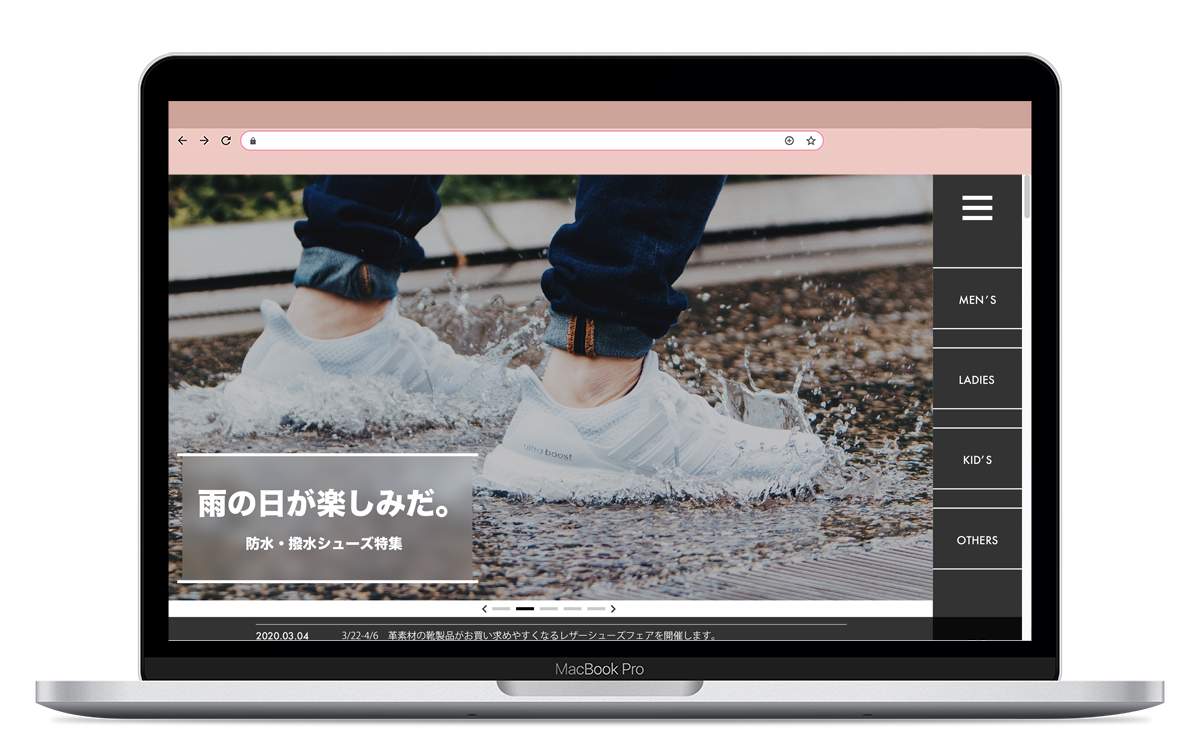 MEN'S
LADIES
KID'S
OTHERS
ultra boost
雨の日が楽しみだ。
防水・撥水シューズ特集
2020.03.04 3/22-4/6 革素材の靴製品がお買い求めやすくなるレザーシューズフェアを開催します。
MacBook Pro